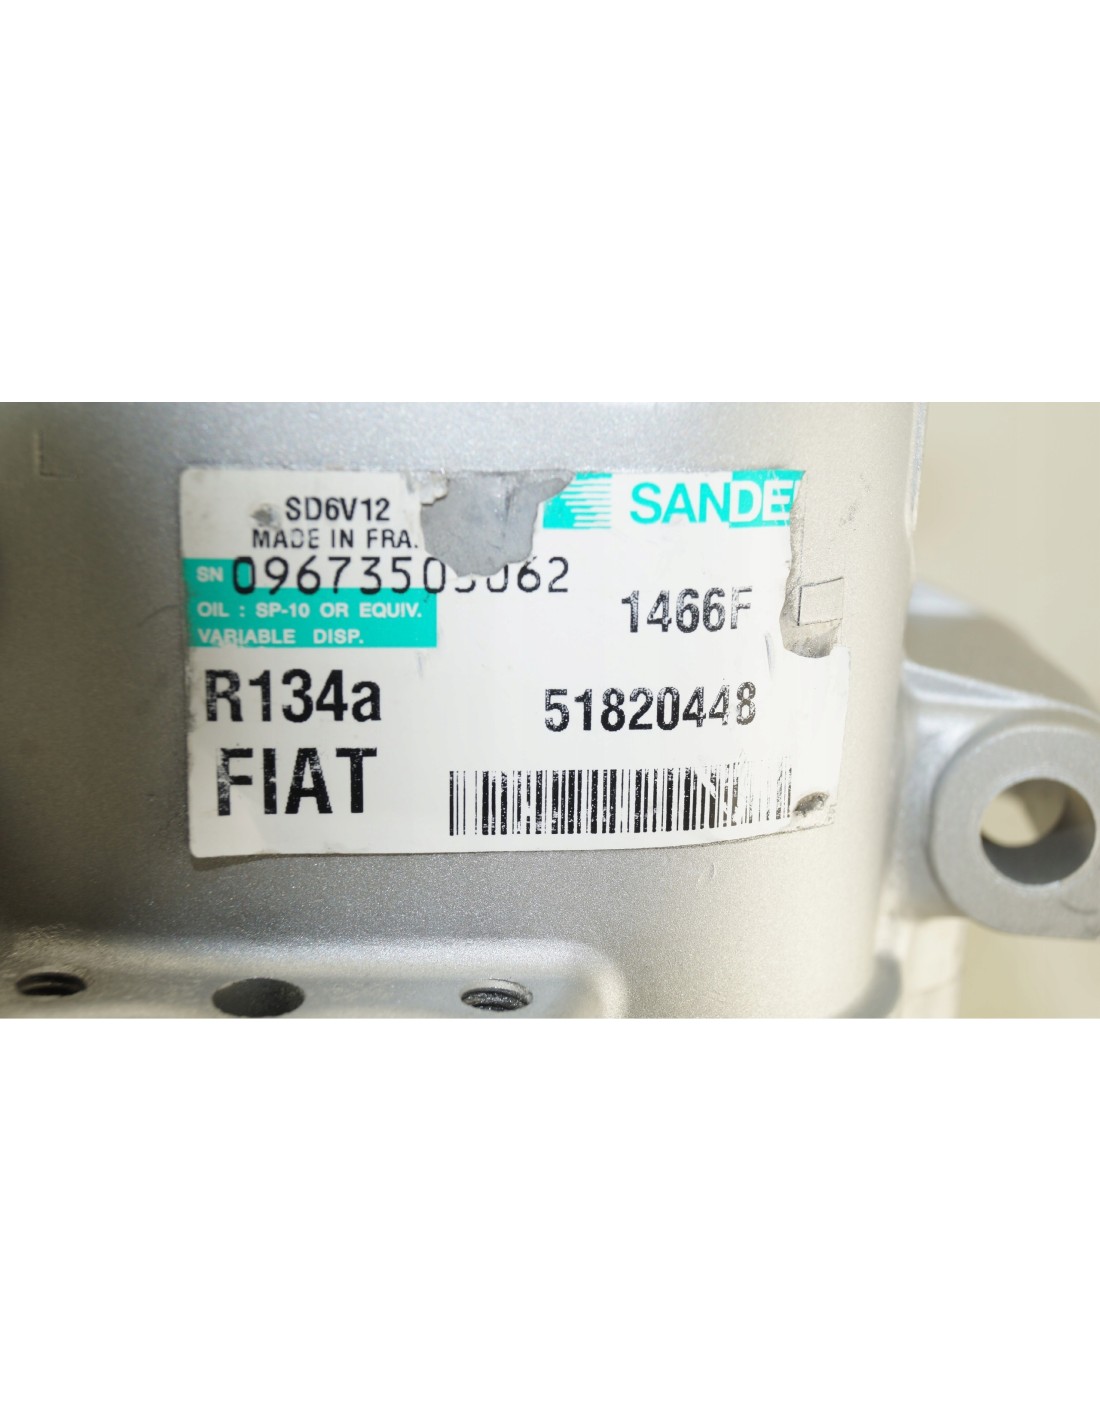 SD6V12
SANDE
MADE IN FRA.
SN
OIL : SP-10 OR EQUIV.
1466F
VARIABLE DISP.
R134a
51820448
FIAT